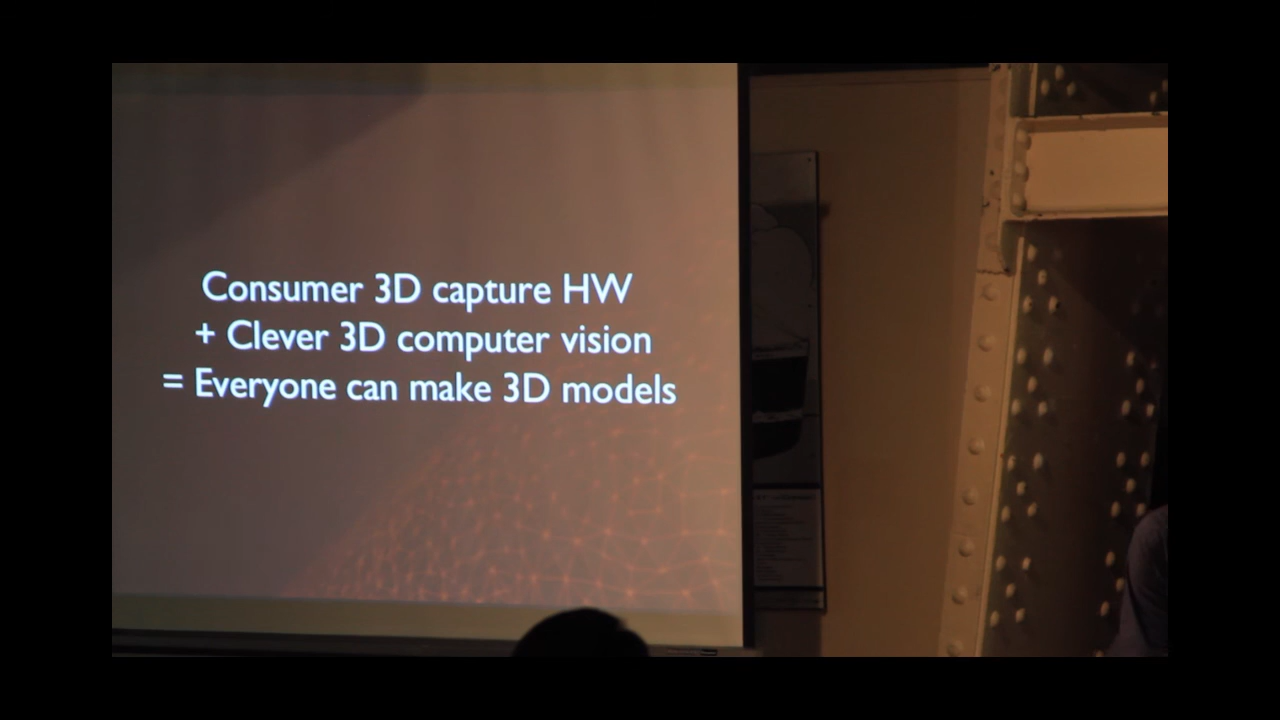 Consumer 3D capture HW
+ Clever 3D computer vision
= Everyone can make 3D models